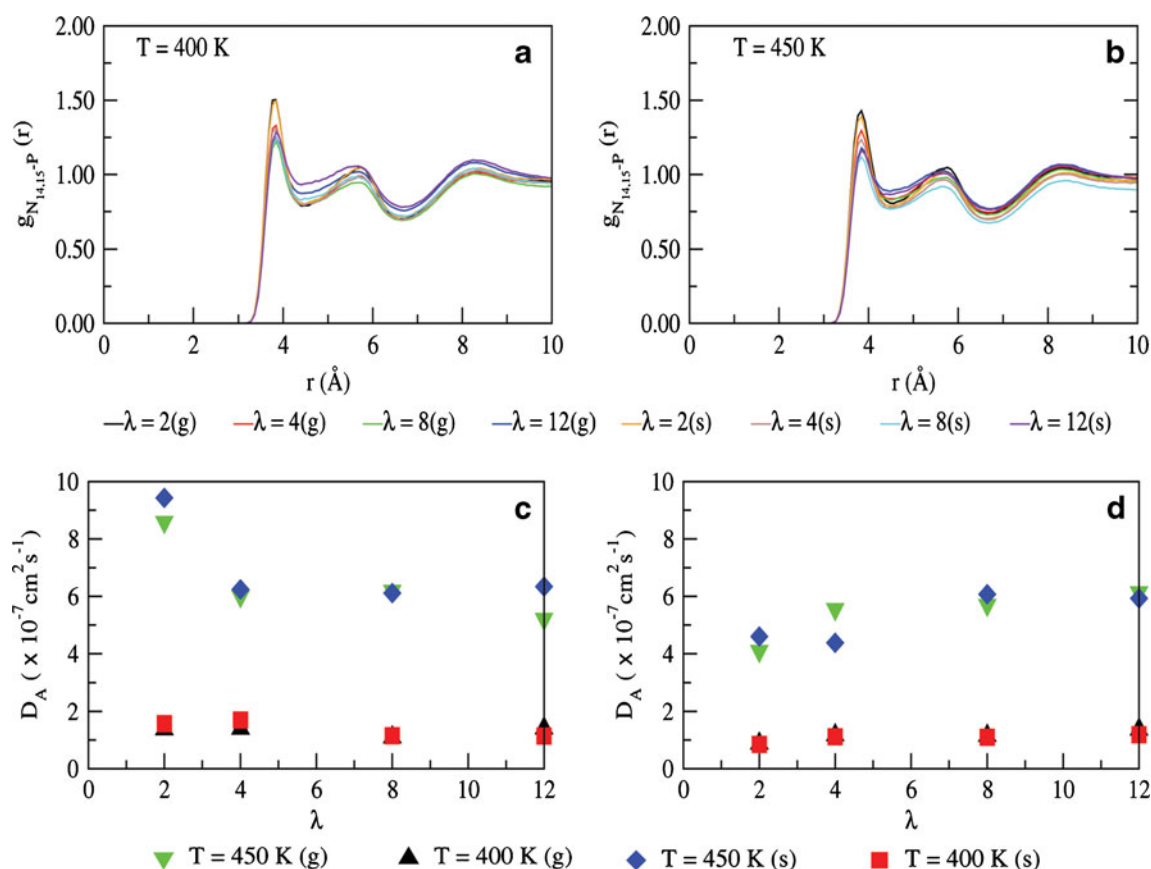 2.00
T = 400 K
a
1.50
1.00
0.50
0.00
g_{N_{14,15}-P} (r)
0 2 4 6 8 10
r (Å)
2.00
T = 450 K
b
1.50
1.00
0.50
0.00
g_{N_{14,15}-P} (r)
0 2 4 6 8 10
r (Å)
λ = 2(g) λ = 4(g) λ = 8(g) λ = 12(g) λ = 2(s) λ = 4(s) λ = 8(s) λ = 12(s)
10
c
8
6
4
2
0
D_A ( x 10^{-7} cm^2 s^{-1})
0 2 4 6 8 10 12
λ
10
d
8
6
4
2
0
D_A ( x 10^{-7} cm^2 s^{-1})
0 2 4 6 8 10 12
λ
T = 450 K (g) T = 400 K (g) T = 450 K (s) T = 400 K (s)